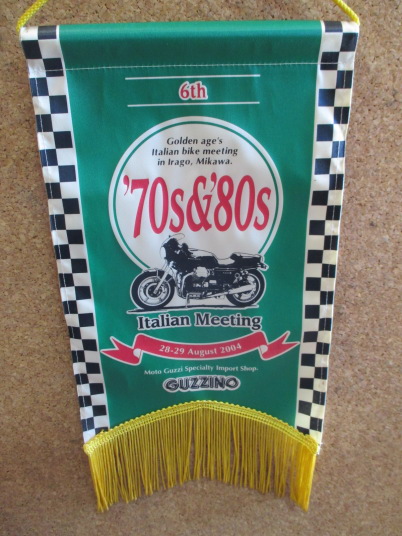 6th
Golden age's
Italian bike meeting
in Irago, Mikawa.
'70s&'80s
Italian Meeting
28-29 August 2004
Moto Guzzi Specialty Import Shop.
GUZZINO